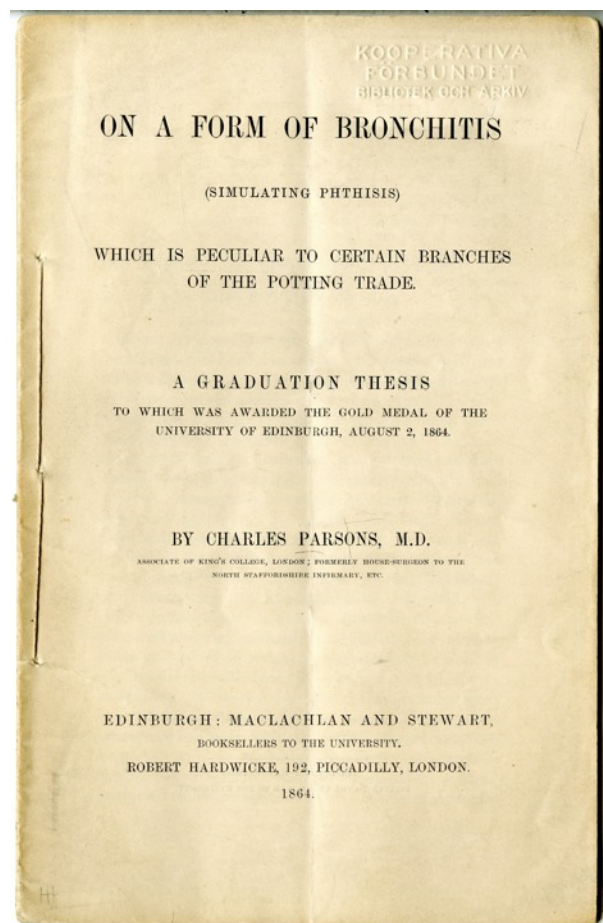 KOOPERATIVA
FÖRBUNDET
BIBLIOTEK OCH ARKIV
ON A FORM OF BRONCHITIS
(SIMULATING PHTHISIS)
WHICH IS PECULIAR TO CERTAIN BRANCHES
OF THE POTTING TRADE.
A GRADUATION THESIS
TO WHICH WAS AWARDED THE GOLD MEDAL OF THE
UNIVERSITY OF EDINBURGH, AUGUST 2, 1864.
BY CHARLES PARSONS, M.D.
ASSOCIATE OF KING'S COLLEGE, LONDON; FORMERLY HOUSE-SURGEON TO THE
NORTH STAFFORDSHIRE INFIRMARY, ETC.
EDINBURGH: MACLACHLAN AND STEWART,
BOOKSELLERS TO THE UNIVERSITY.
ROBERT HARDWICKE, 192, PICCADILLY, LONDON.
1864.